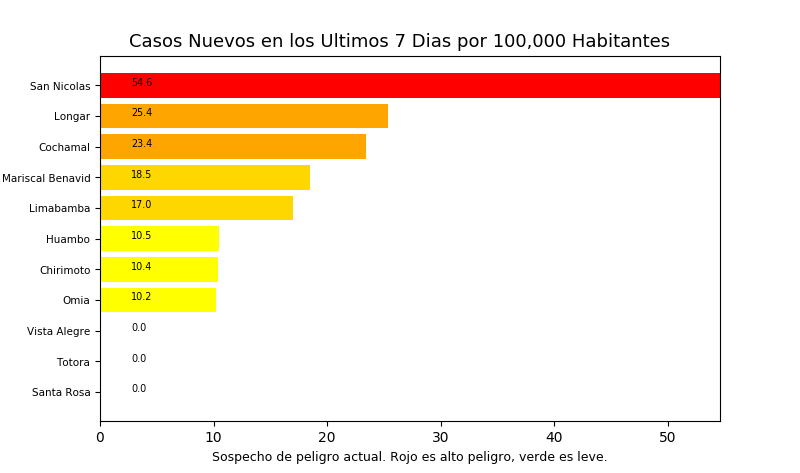 Casos Nuevos en los Ultimos 7 Dias por 100,000 Habitantes
San Nicolas 54.6
Longar 25.4
Cochamal 23.4
Mariscal Benavid 18.5
Limabamba 17.0
Huambo 10.5
Chirimoto 10.4
Omia 10.2
Vista Alegre 0.0
Totora 0.0
Santa Rosa 0.0
0 10 20 30 40 50
Sospecho de peligro actual. Rojo es alto peligro, verde es leve.